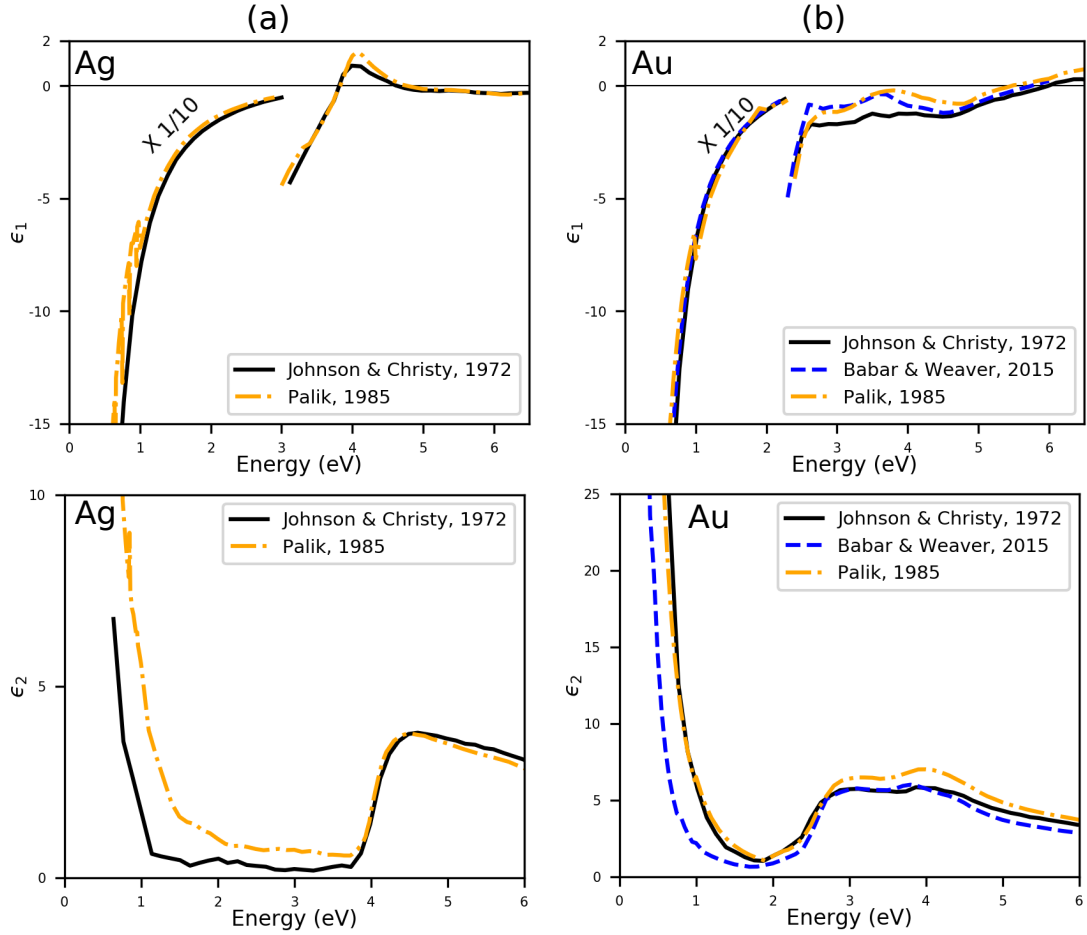 (a)
Ag
X 1/10
ϵ1
2
0
-5
-10
-15
0
1
2
3
4
5
6
Energy (eV)
Johnson & Christy, 1972
Palik, 1985
(b)
Au
X 1/10
ϵ1
2
0
-5
-10
-15
0
1
2
3
4
5
6
Energy (eV)
Johnson & Christy, 1972
Babar & Weaver, 2015
Palik, 1985
Ag
ϵ2
10
5
0
0
1
2
3
4
5
6
Energy (eV)
Johnson & Christy, 1972
Palik, 1985
Au
ϵ2
25
20
15
10
5
0
0
1
2
3
4
5
6
Energy (eV)
Johnson & Christy, 1972
Babar & Weaver, 2015
Palik, 1985